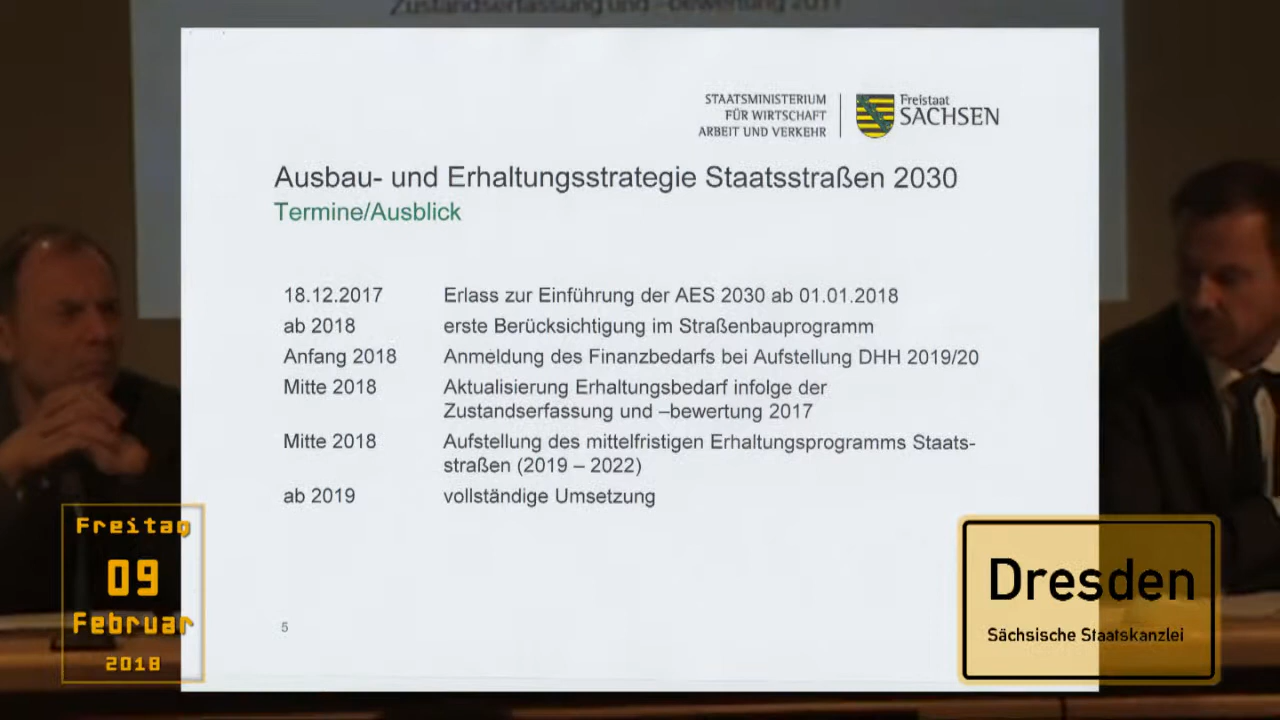 Zustandserfassung und –bewertung 2017
STAATSMINISTERIUM
FÜR WIRTSCHAFT
ARBEIT UND VERKEHR
Freistaat
SACHSEN
Ausbau- und Erhaltungsstrategie Staatsstraßen 2030
Termine/Ausblick
18.12.2017 Erlass zur Einführung der AES 2030 ab 01.01.2018
ab 2018 erste Berücksichtigung im Straßenbauprogramm
Anfang 2018 Anmeldung des Finanzbedarfs bei Aufstellung DHH 2019/20
Mitte 2018 Aktualisierung Erhaltungsbedarf infolge der
Zustandserfassung und –bewertung 2017
Mitte 2018 Aufstellung des mittelfristigen Erhaltungsprogramms Staats-
straßen (2019 – 2022)
ab 2019 vollständige Umsetzung
5
Freitag
09
Februar
2018
Dresden
Sächsische Staatskanzlei